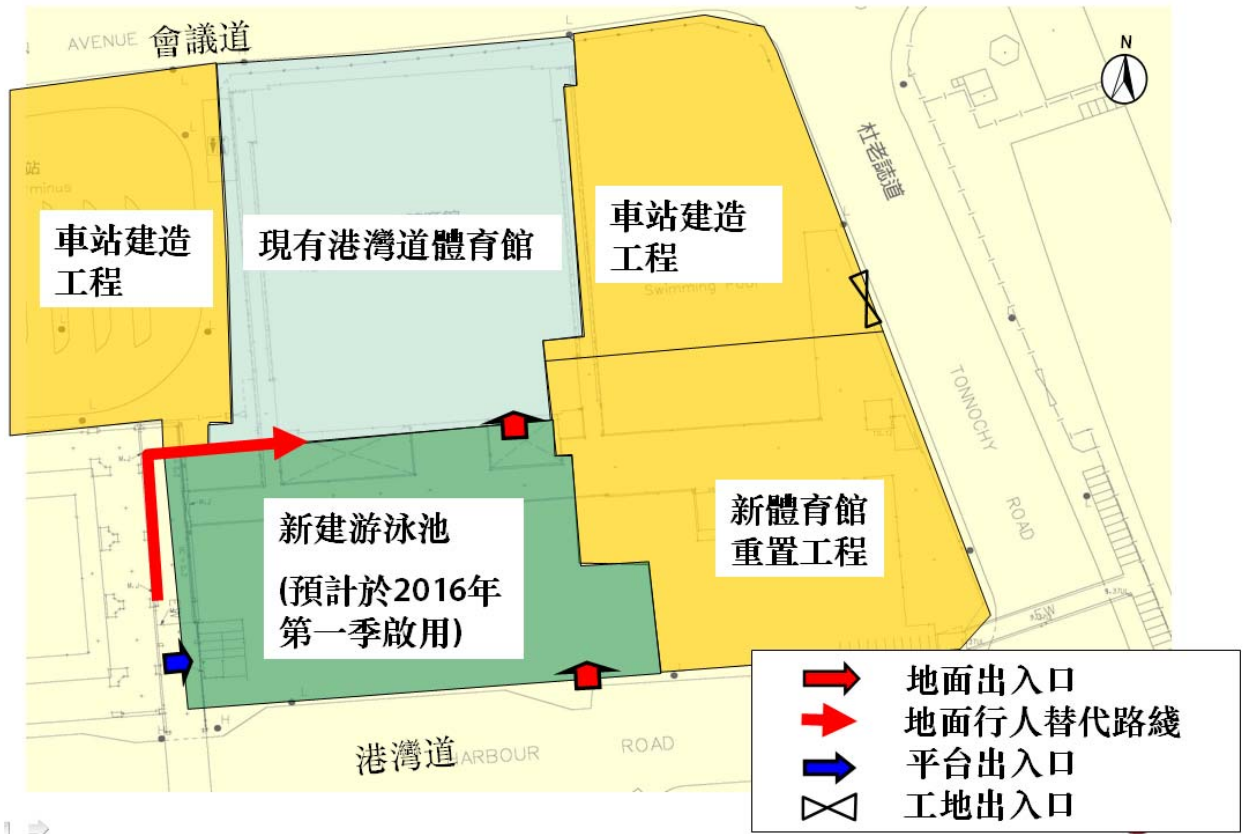 AVENUE 會議道
N
杜老誌道
minus
車站建造
工程
現有港灣道體育館
車站建造
工程
Swimming Pool
TONNOCHY
ROAD
新建游泳池
(預計於2016年
第一季啟用)
新體育館
重置工程
港灣道 HARBOUR ROAD
地面出入口
地面行人替代路綫
平台出入口
工地出入口